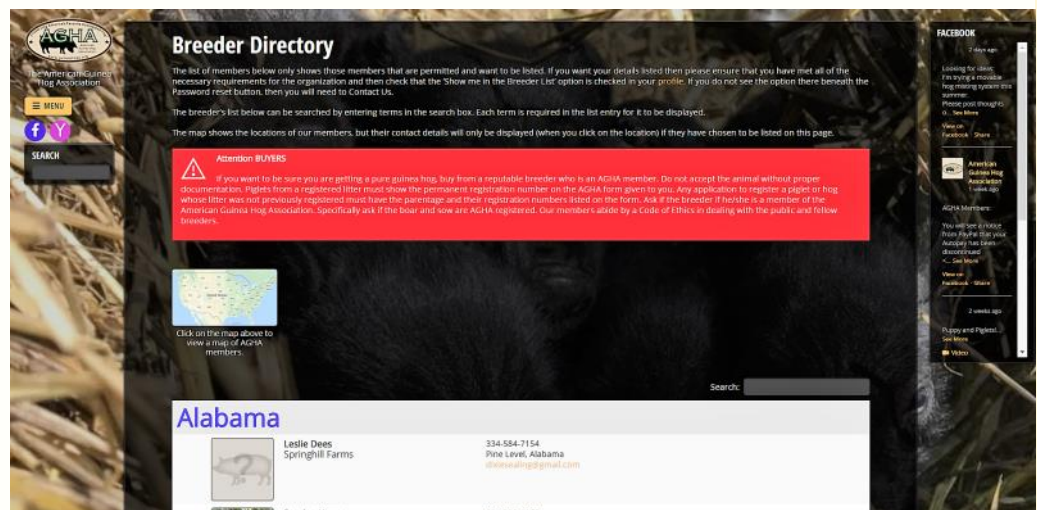 AGHA
The American Guinea
Hog Association
MENU
SEARCH
Breeder Directory
The list of members below only shows those members that are permitted and want to be listed. If you want your details listed then please ensure that you have met all of the
necessary requirements for the organization and then check that the 'Show me in the Breeder List' option is checked in your profile. If you do not see the option there beneath the
Password reset button, then you will need to Contact Us.
The breeder's list below can be searched by entering terms in the search box. Each term is required in the list entry for it to be displayed.
The map shows the locations of our members, but their contact details will only be displayed (when you click on the location) if they have chosen to be listed on this page.
Attention BUYERS
If you want to be sure you are getting a pure guinea hog, buy from a reputable breeder who is an AGHA member. Do not accept the animal without proper
documentation. Piglets from a registered litter must show the permanent registration number on the AGHA form given to you. Any application to register a piglet or hog
whose litter was not previously registered must have the parentage and their registration numbers listed on the form. Ask if the breeder if he/she is a member of the
American Guinea Hog Association. Specifically ask if the boar and sow are AGHA registered. Our members abide by a Code of Ethics in dealing with the public and fellow
breeders.
Click on the map above to
view a map of AGHA
members.
Search:
Alabama
Leslie Dees
Springhill Farms
334-584-7154
Pine Level, Alabama
FACEBOOK
2 days ago
Looking for ideas:
I'm trying a movable
hog misting system this
summer.
Please post thoughts
... See More
View on
Facebook · Share
American
Guinea Hog
Association
1 week ago
AGHA Members:
You will see a notice
from PayPal that your
Autopay has been
discontinued
... See More
View on
Facebook · Share
2 weeks ago
Puppy and Piglets!...
See More
Video